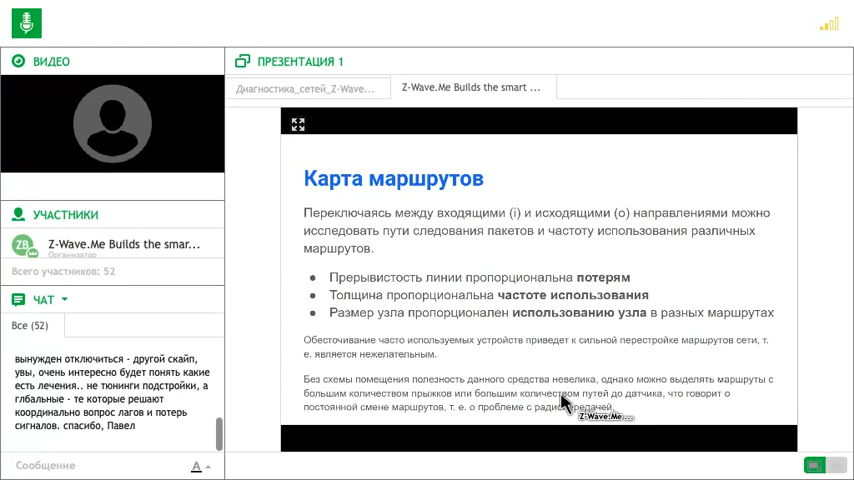 ВИДЕО
ПРЕЗЕНТАЦИЯ 1
Диагностика_сетей_Z-Wave...
Z-Wave.Me Builds the smart ...
УЧАСТНИКИ
ZB
Z-Wave.Me Builds the smar...
Организатор
Всего участников: 52
ЧАТ
Все (52)
вынужден отключиться - другой скайп,
увы, очень интересно будет понять какие
есть лечения.. не тюнинги подстройки, а
глбальные - те которые решают
координально вопрос лагов и потерь
сигналов. спасибо, Павел
Сообщение
A
Карта маршрутов
Переключаясь между входящими (i) и исходящими (o) направлениями можно
исследовать пути следования пакетов и частоту использования различных
маршрутов.
● Прерывистость линии пропорциональна потерям
● Толщина пропорциональна частоте использования
● Размер узла пропорционален использованию узла в разных маршрутах
Обесточивание часто используемых устройств приведет к сильной перестройке маршрутов сети, т.
е. является нежелательным.
Без схемы помещения полезность данного средства невелика, однако можно выделять маршруты с
большим количеством прыжков или большим количеством путей до датчика, что говорит о
постоянной смене маршрутов, т. е. о проблеме с радиопередачей.
Z-Wave.Me ...